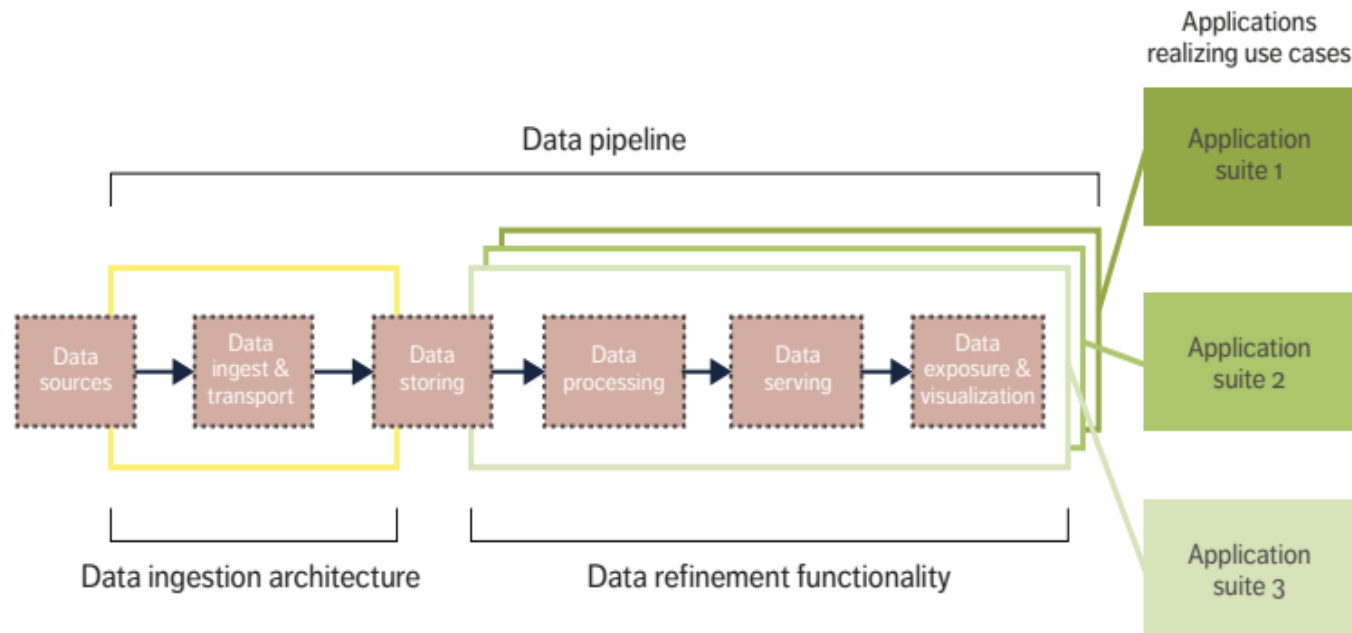 Applications
realizing use cases
Data pipeline
Application
suite 1
Application
suite 2
Application
suite 3
Data
sources
Data
ingest &
transport
Data
storing
Data
processing
Data
serving
Data
exposure &
visualization
Data ingestion architecture
Data refinement functionality